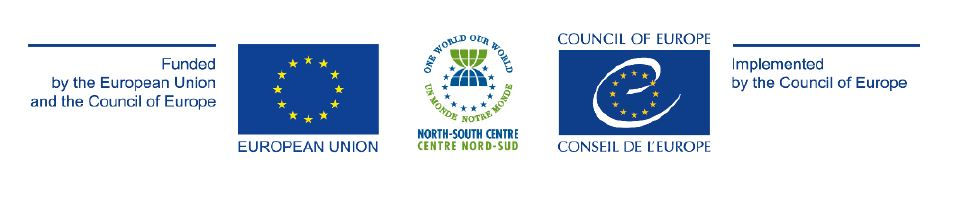 Funded
by the European Union
and the Council of Europe
EUROPEAN UNION
ONE WORLD OUR WORLD
UN MONDE NOTRE MONDE
NORTH-SOUTH CENTRE
CENTRE NORD-SUD
COUNCIL OF EUROPE
CONSEIL DE L'EUROPE
Implemented
by the Council of Europe